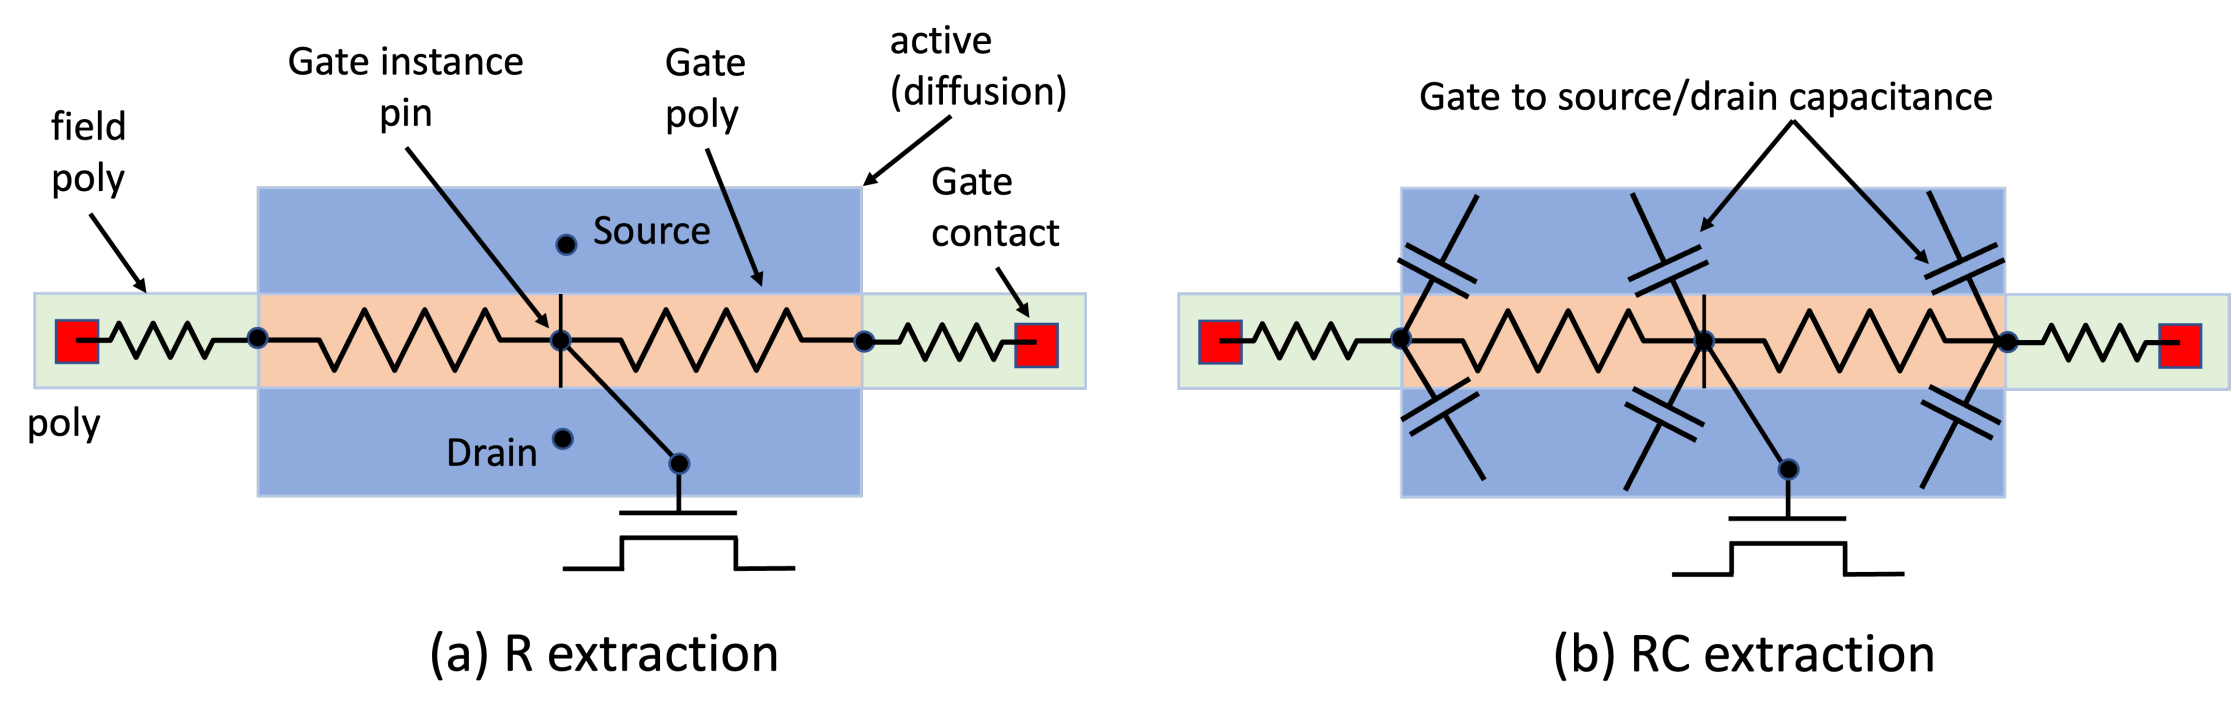 field
poly
Gate instance
pin
Gate
poly
active
(diffusion)
Gate
contact
Source
Drain
poly
(a) R extraction
Gate to source/drain capacitance
(b) RC extraction